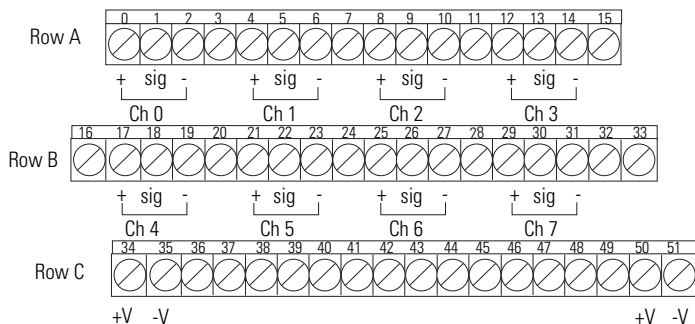 0 1 2 3 4 5 6 7 8 9 10 11 12 13 14 15
Row A
+ sig - + sig - + sig - + sig -
Ch 0 Ch 1 Ch 2 Ch 3
16 17 18 19 20 21 22 23 24 25 26 27 28 29 30 31 32 33
Row B
+ sig - + sig - + sig - + sig -
Ch 4 Ch 5 Ch 6 Ch 7
34 35 36 37 38 39 40 41 42 43 44 45 46 47 48 49 50 51
Row C
+V -V +V -V